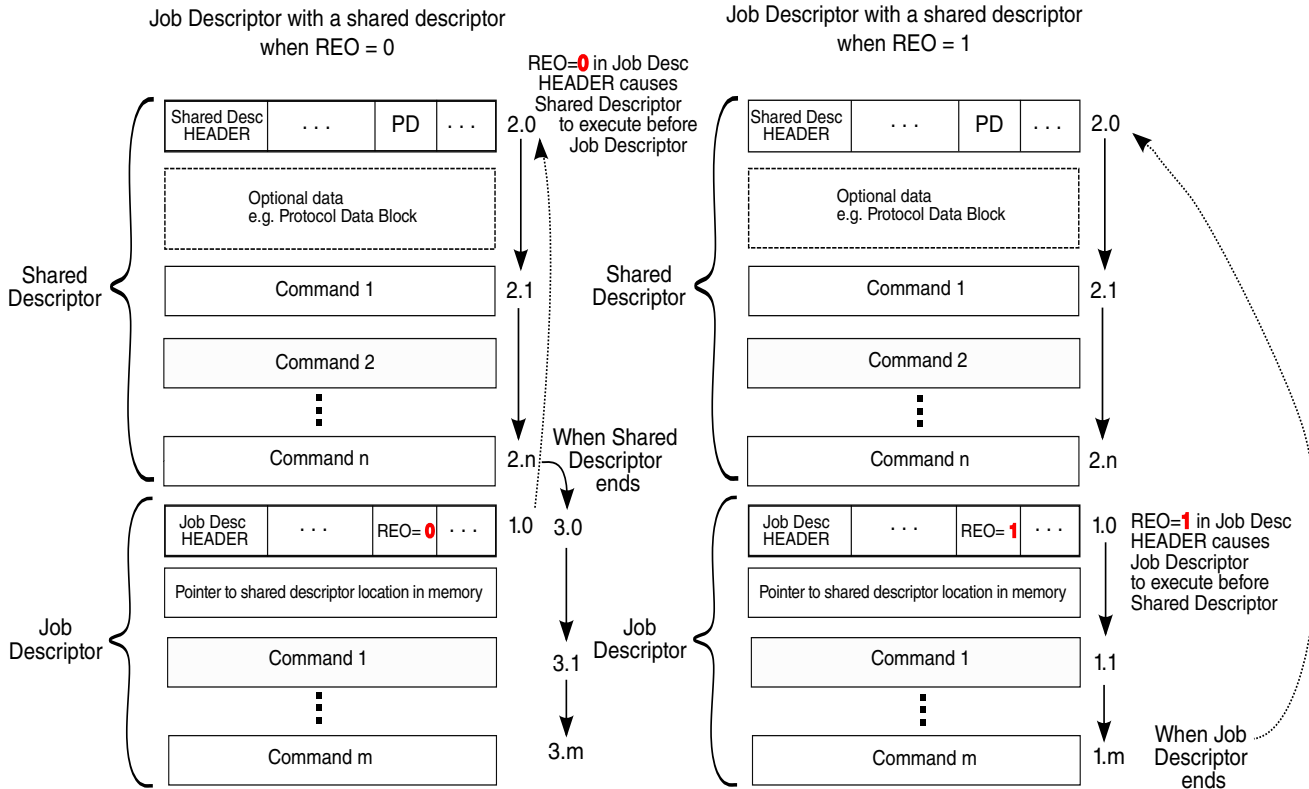 Job Descriptor with a shared descriptor
when REO = 0
REO=0 in Job Desc
HEADER causes
Shared Descriptor
to execute before
Job Descriptor
Shared Desc
HEADER
. . .
PD
. . .
2.0
Optional data
e.g. Protocol Data Block
Shared
Descriptor
Command 1
2.1
Command 2
Command n
2.n
When Shared
Descriptor
ends
Job Desc
HEADER
. . .
REO= 0
. . .
1.0
3.0
Pointer to shared descriptor location in memory
Job
Descriptor
Command 1
3.1
Command m
3.m
Job Descriptor with a shared descriptor
when REO = 1
Shared Desc
HEADER
. . .
PD
. . .
2.0
Optional data
e.g. Protocol Data Block
Shared
Descriptor
Command 1
2.1
Command 2
Command n
2.n
Job Desc
HEADER
. . .
REO= 1
. . .
1.0
REO=1 in Job Desc
HEADER causes
Job Descriptor
to execute before
Shared Descriptor
Pointer to shared descriptor location in memory
Job
Descriptor
Command 1
1.1
Command m
1.m
When Job
Descriptor
ends